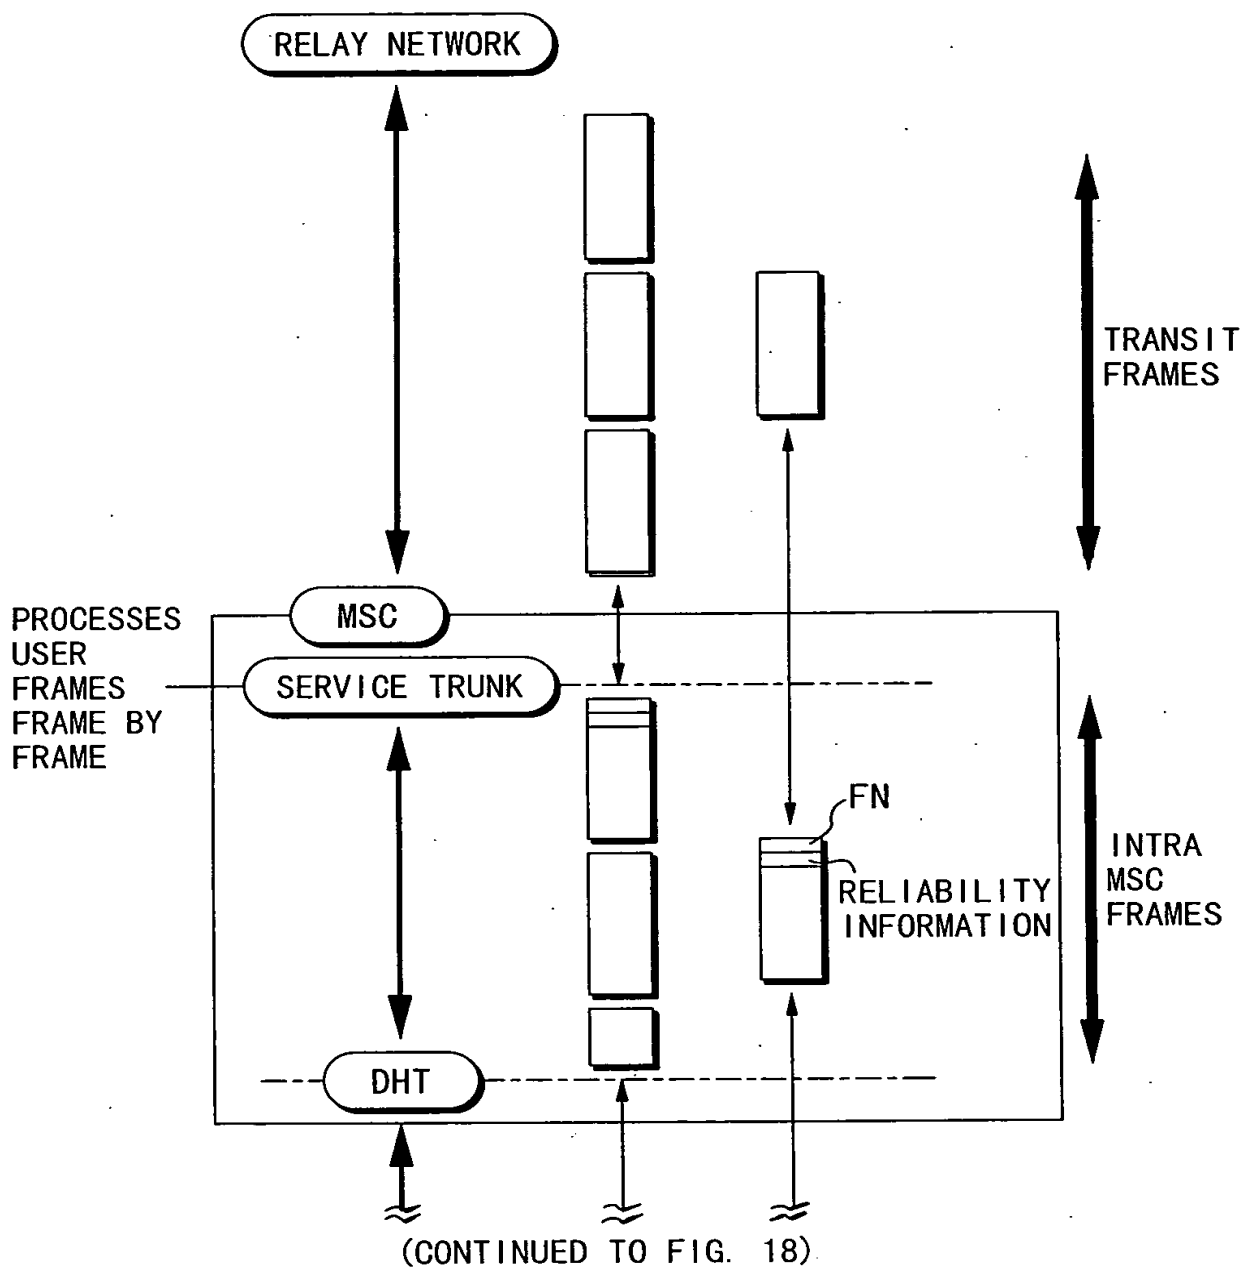 RELAY NETWORK
TRANSIT
FRAMES
MSC
PROCESSES
USER
FRAMES
FRAME BY
FRAME
SERVICE TRUNK
FN
RELIABILITY
INFORMATION
INTRA
MSC
FRAMES
DHT
(CONTINUED TO FIG. 18)